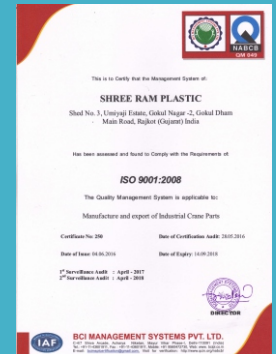 NABCB
QM 049
This is to Certify that the Management System of:
SHREE RAM PLASTIC
Shed No. 3, Umiyaji Estate, Gokul Nagar -2, Gokul Dham
Main Road, Rajkot (Gujarat) India
Has been assessed and found to Comply with the Requirements of:
ISO 9001:2008
The Quality Management System is applicable to:
Manufacture and export of Industrial Crane Parts
Certificate No: 250 Date of Certification Audit: 20.05.2016
Date of Issue: 04.06.2016 Date of Expiry: 14.09.2018
1st Surveillance Audit : April - 2017
2nd Surveillance Audit : April - 2018
DIRECTOR
IAF
BCI MANAGEMENT SYSTEMS PVT. LTD.